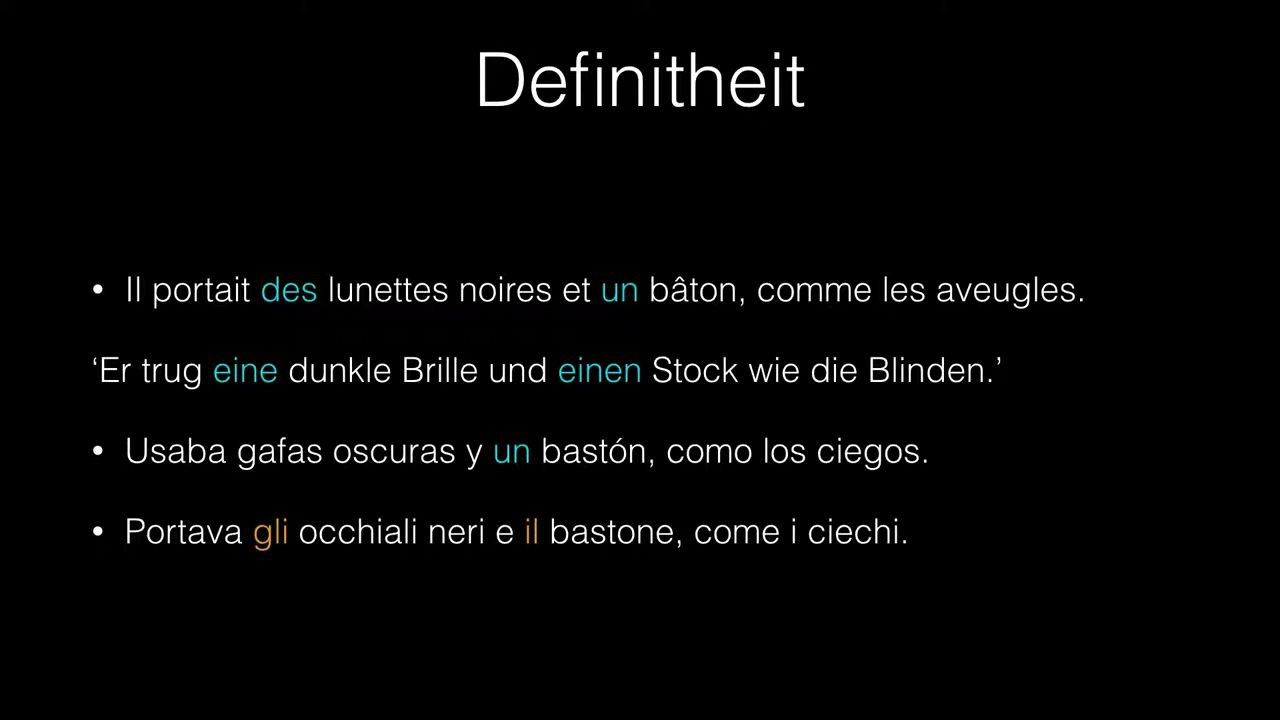 Definitheit
• Il portait des lunettes noires et un bâton, comme les aveugles.
‘Er trug eine dunkle Brille und einen Stock wie die Blinden.’
• Usaba gafas oscuras y un bastón, como los ciegos.
• Portava gli occhiali neri e il bastone, come i ciechi.